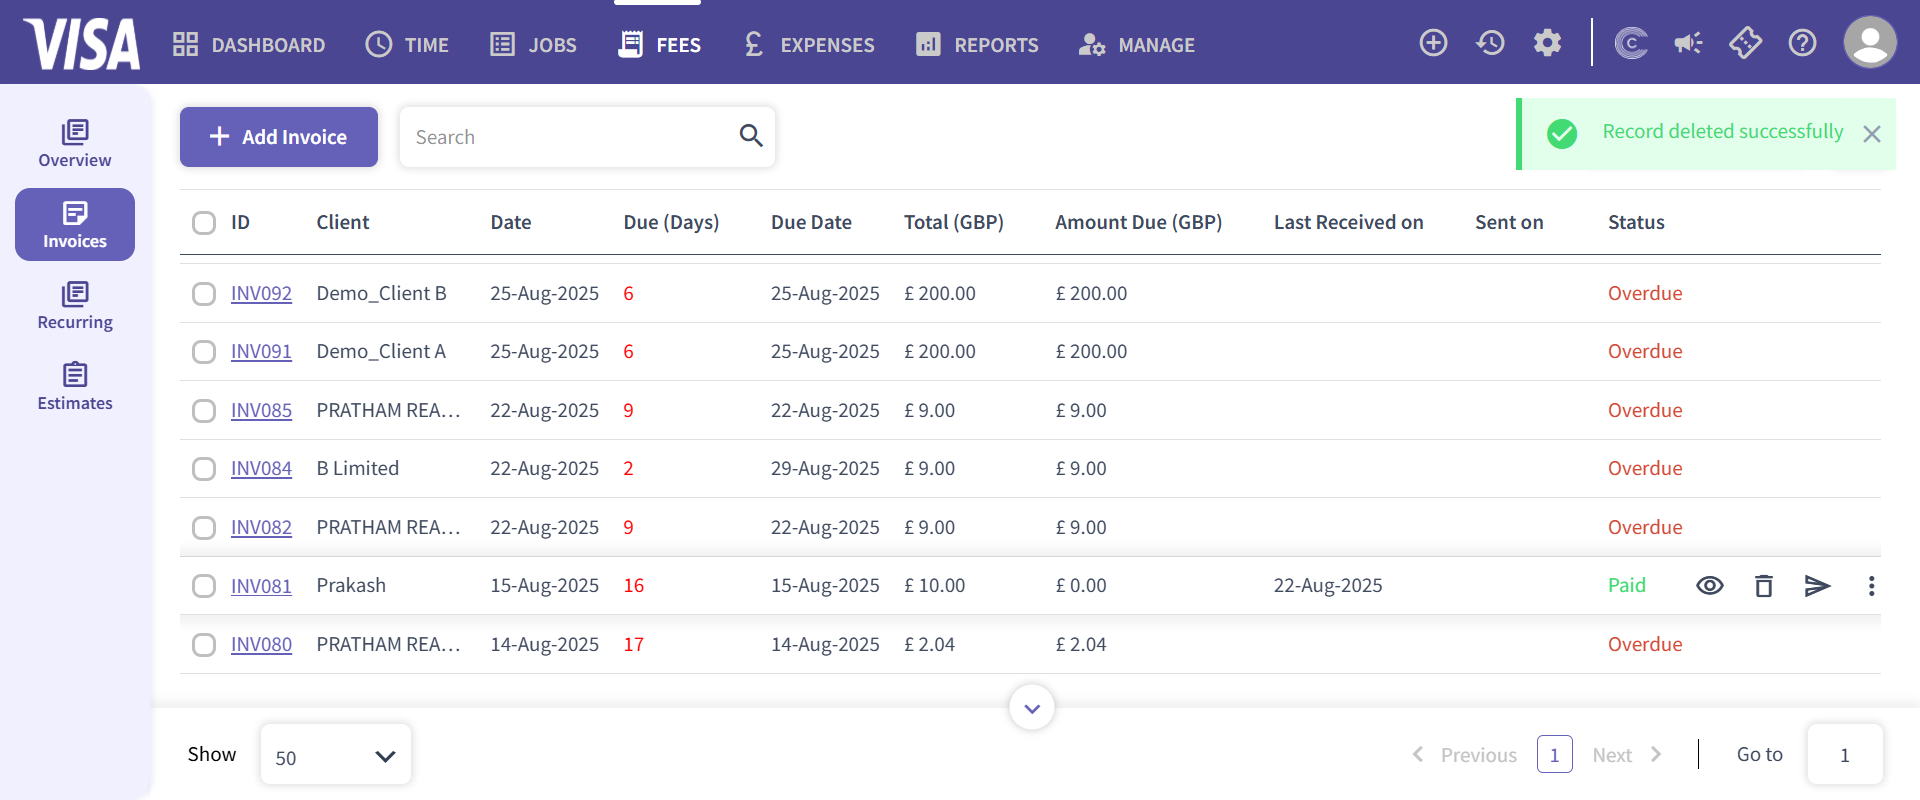 VISA DASHBOARD TIME JOBS FEES £ EXPENSES REPORTS MANAGE
Overview
Invoices
Recurring
Estimates
+ Add Invoice
Search
Record deleted successfully
ID Client Date Due (Days) Due Date Total (GBP) Amount Due (GBP) Last Received on Sent on Status
INV092 Demo_Client B 25-Aug-2025 6 25-Aug-2025 £ 200.00 £ 200.00 Overdue
INV091 Demo_Client A 25-Aug-2025 6 25-Aug-2025 £ 200.00 £ 200.00 Overdue
INV085 PRATHAM REA... 22-Aug-2025 9 22-Aug-2025 £ 9.00 £ 9.00 Overdue
INV084 B Limited 22-Aug-2025 2 29-Aug-2025 £ 9.00 £ 9.00 Overdue
INV082 PRATHAM REA... 22-Aug-2025 9 22-Aug-2025 £ 9.00 £ 9.00 Overdue
INV081 Prakash 15-Aug-2025 16 15-Aug-2025 £ 10.00 £ 0.00 22-Aug-2025 Paid
INV080 PRATHAM REA... 14-Aug-2025 17 14-Aug-2025 £ 2.04 £ 2.04 Overdue
Show 50 Previous 1 Next Go to 1